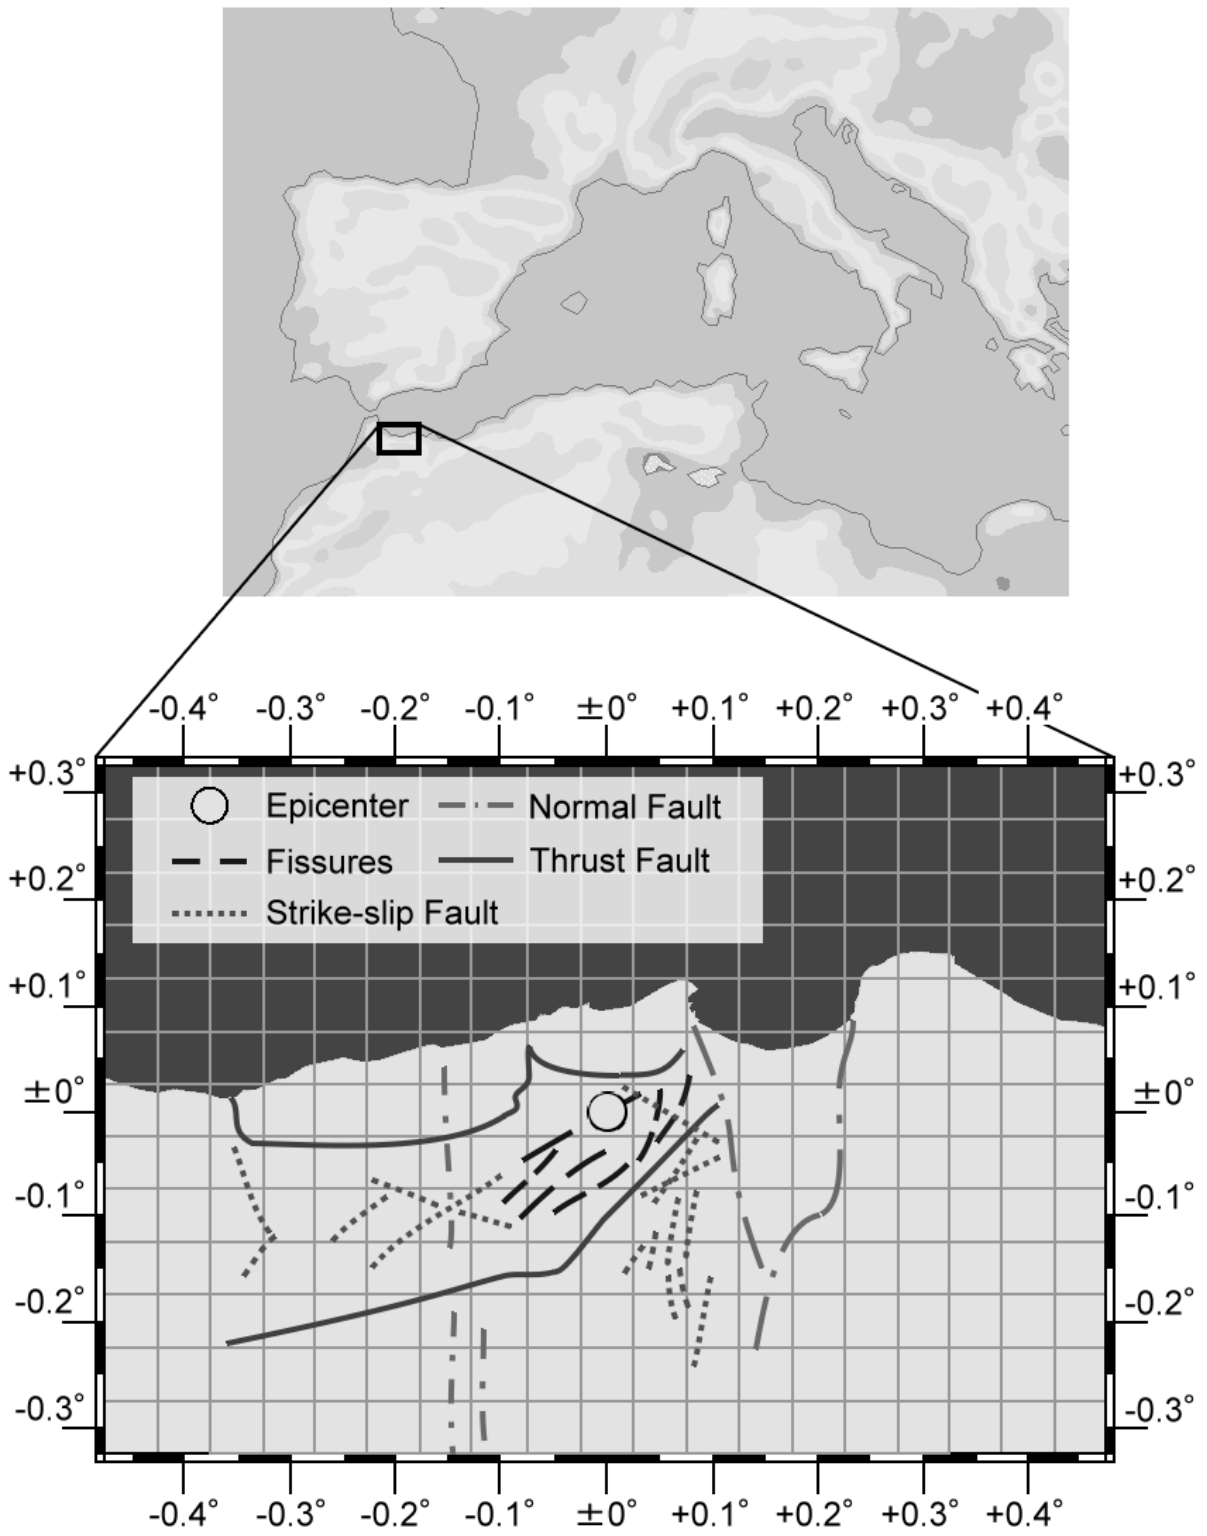 -0.4° -0.3° -0.2° -0.1° ±0° +0.1° +0.2° +0.3° +0.4°
+0.3° +0.3°
Epicenter Normal Fault
Fissures Thrust Fault
+0.2° +0.2°
Strike-slip Fault
+0.1° +0.1°
±0° ±0°
-0.1° -0.1°
-0.2° -0.2°
-0.3° -0.3°
-0.4° -0.3° -0.2° -0.1° ±0° +0.1° +0.2° +0.3° +0.4°